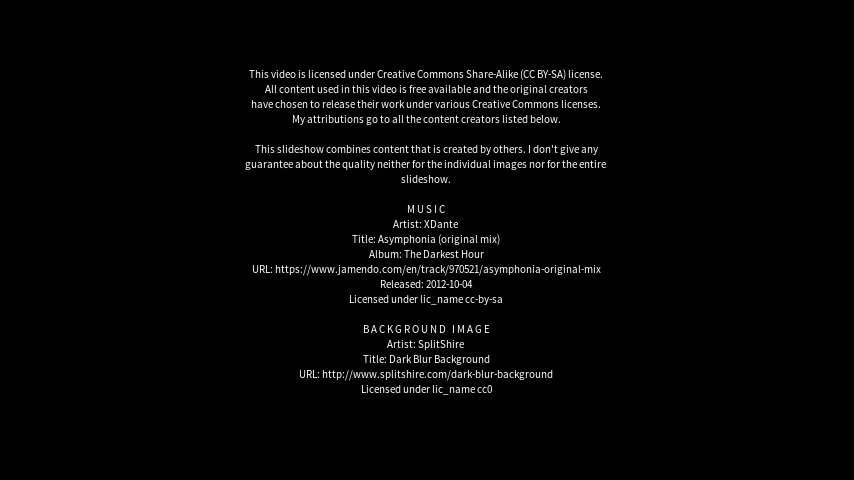 This video is licensed under Creative Commons Share-Alike (CC BY-SA) license.
All content used in this video is free available and the original creators
have chosen to release their work under various Creative Commons licenses.
My attributions go to all the content creators listed below.
This slideshow combines content that is created by others. I don't give any
guarantee about the quality neither for the individual images nor for the entire
slideshow.
MUSIC
Artist: XDante
Title: Asymphonia (original mix)
Album: The Darkest Hour
URL: https://www.jamendo.com/en/track/970521/asymphonia-original-mix
Released: 2012-10-04
Licensed under lic_name cc-by-sa
BACKGROUND IMAGE
Artist: SplitShire
Title: Dark Blur Background
URL: http://www.splitshire.com/dark-blur-background
Licensed under lic_name cc0